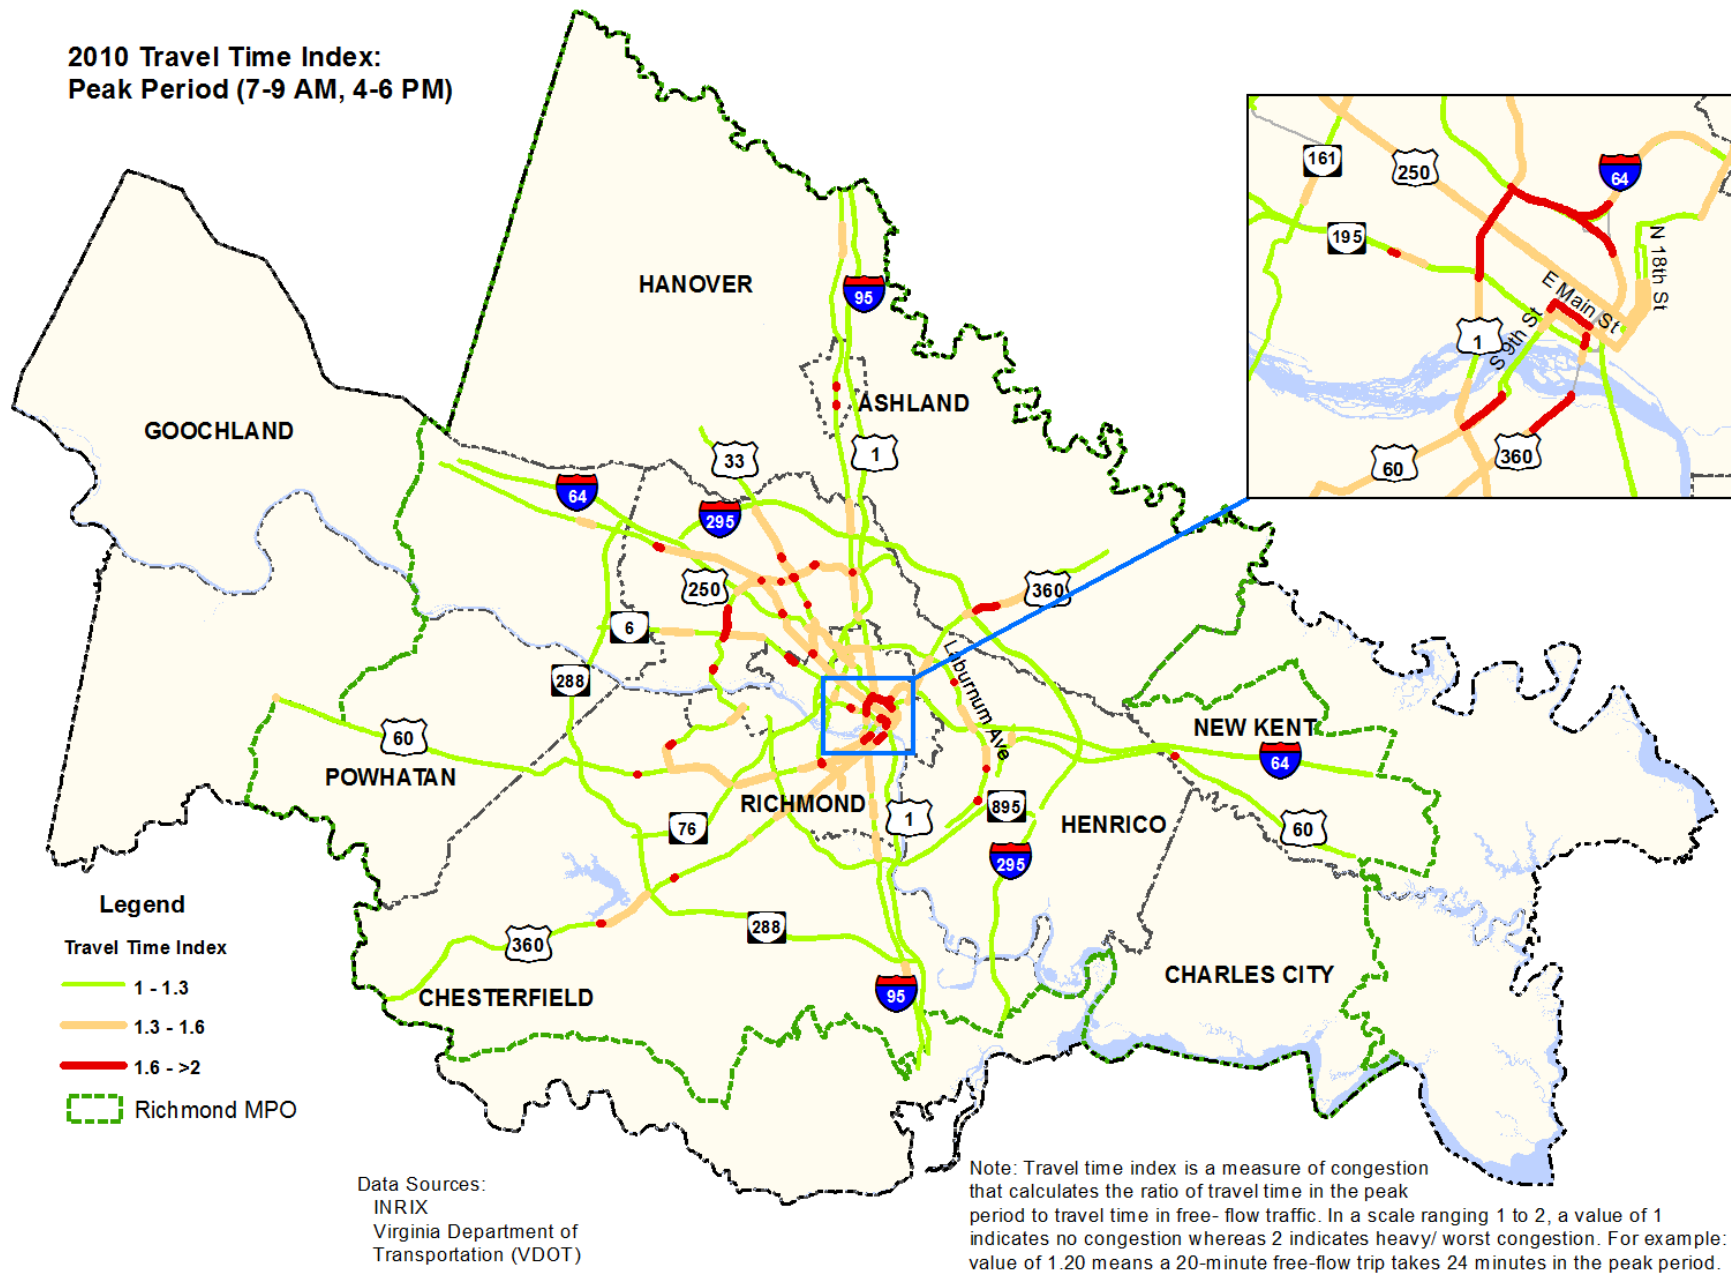 2010 Travel Time Index:
Peak Period (7-9 AM, 4-6 PM)
161
250
64
195
N 18th St
E Main St
S 9th St
1
60
360
HANOVER
95
ASHLAND
GOOCHLAND
33
1
64
295
250
360
6
Laburnum Ave
288
60
NEW KENT
64
POWHATAN
RICHMOND
76
1
895
HENRICO
60
295
288
360
CHARLES CITY
CHESTERFIELD
95
Legend
Travel Time Index
1 - 1.3
1.3 - 1.6
1.6 - >2
Richmond MPO
Data Sources:
INRIX
Virginia Department of
Transportation (VDOT)
Note: Travel time index is a measure of congestion
that calculates the ratio of travel time in the peak
period to travel time in free- flow traffic. In a scale ranging 1 to 2, a value of 1
indicates no congestion whereas 2 indicates heavy/ worst congestion. For example:
value of 1.20 means a 20-minute free-flow trip takes 24 minutes in the peak period.